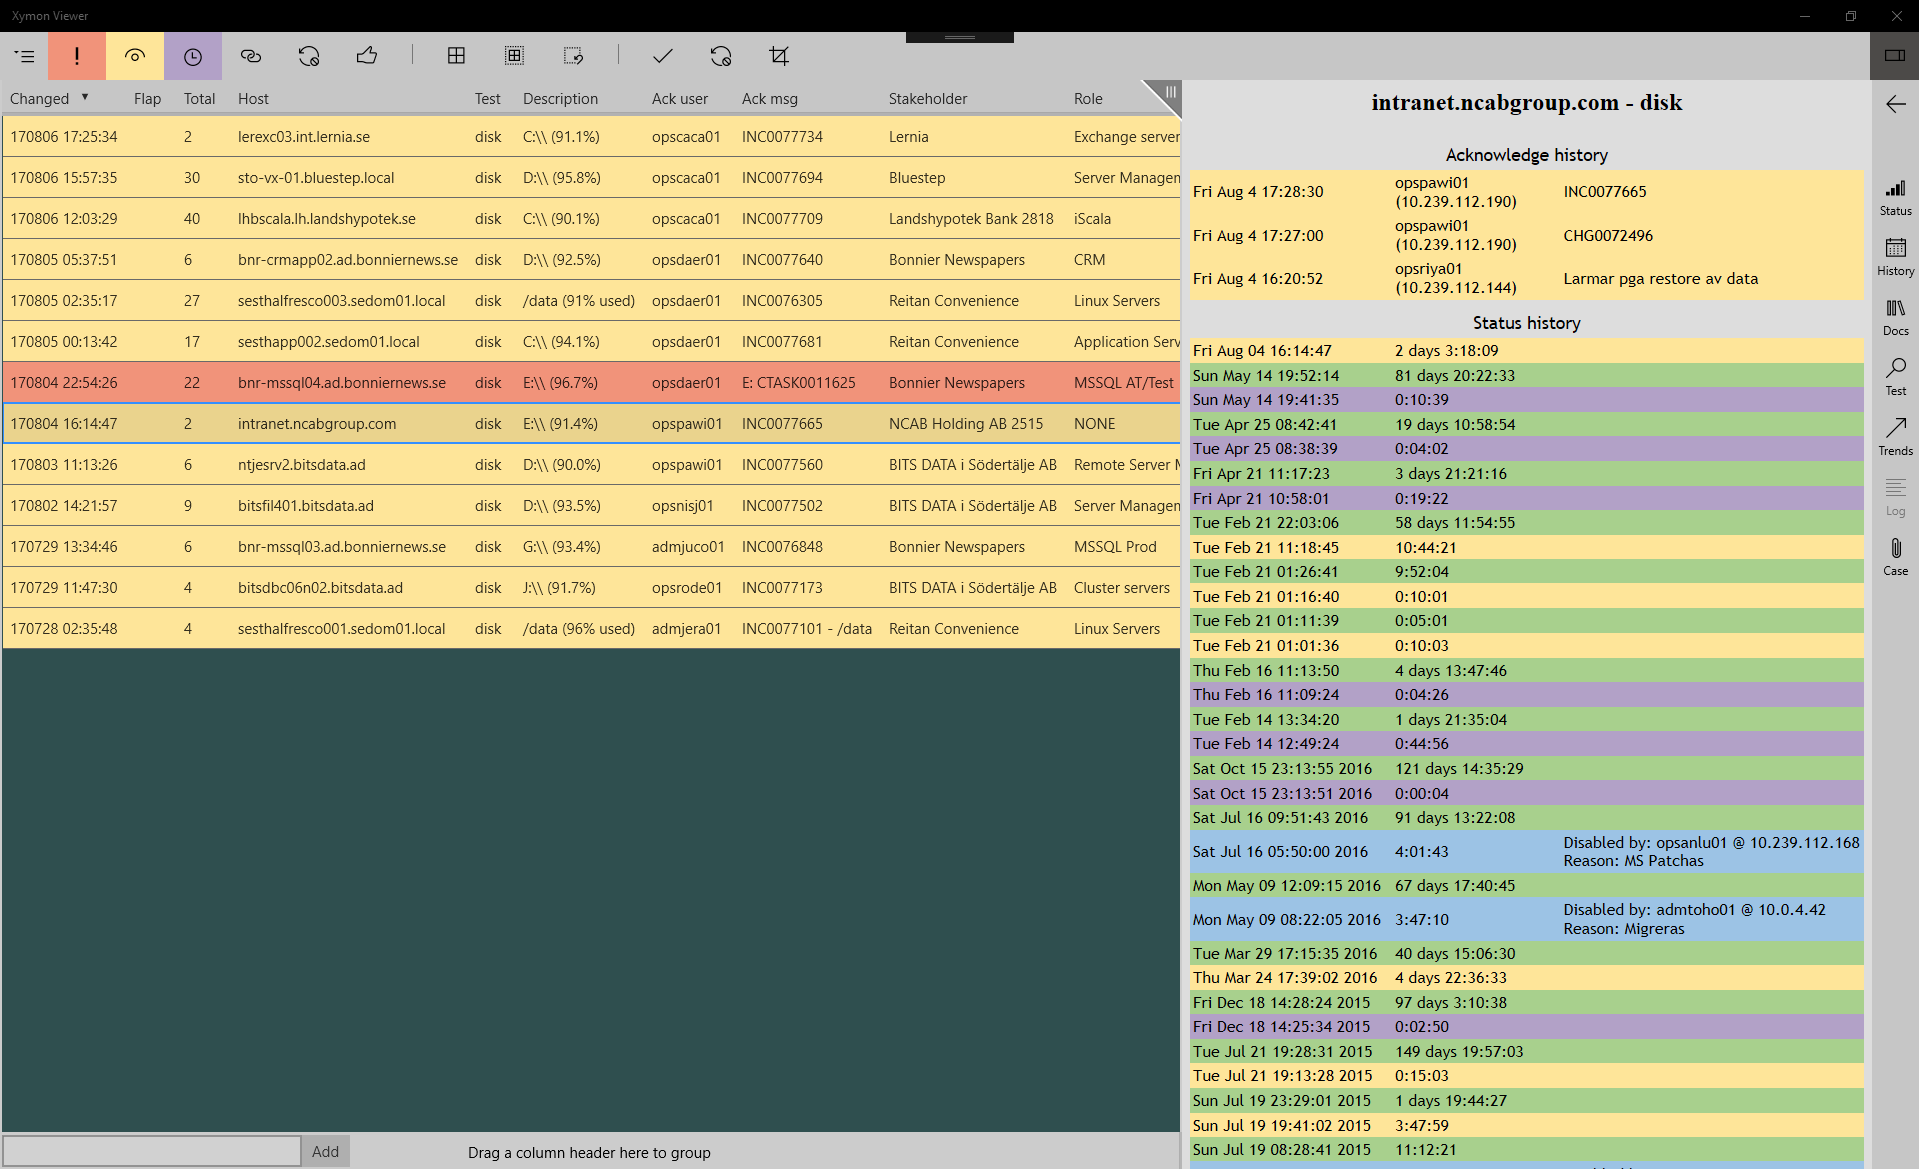 Xymon Viewer
Changed ▼ Flap Total Host Test Description Ack user Ack msg Stakeholder Role
170806 17:25:34 2 lerexc03.int.lernia.se disk C:\\ (91.1%) opscaca01 INC0077734 Lernia Exchange server
170806 15:57:35 30 sto-vx-01.bluestep.local disk D:\\ (95.8%) opscaca01 INC0077694 Bluestep Server Managem
170806 12:03:29 40 lhbscala.lh.landshypotek.se disk C:\\ (90.1%) opscaca01 INC0077709 Landshypotek Bank 2818 iScala
170805 05:37:51 6 bnr-crmapp02.ad.bonniernews.se disk D:\\ (92.5%) opsdaer01 INC0077640 Bonnier Newspapers CRM
170805 02:35:17 27 sesthalfresco003.sedom01.local disk /data (91% used) opsdaer01 INC0076305 Reitan Convenience Linux Servers
170805 00:13:42 17 sesthapp002.sedom01.local disk C:\\ (94.1%) opsdaer01 INC0077681 Reitan Convenience Application Serv
170804 22:54:26 22 bnr-mssql04.ad.bonniernews.se disk E:\\ (96.7%) opsdaer01 E: CTASK0011625 Bonnier Newspapers MSSQL AT/Test
170804 16:14:47 2 intranet.ncabgroup.com disk E:\\ (91.4%) opspawi01 INC0077665 NCAB Holding AB 2515 NONE
170803 11:13:26 6 ntjesrv2.bitsdata.ad disk D:\\ (90.0%) opspawi01 INC0077560 BITS DATA i Södertälje AB Remote Server M
170802 14:21:57 9 bitsfil401.bitsdata.ad disk D:\\ (93.5%) opsnisj01 INC0077502 BITS DATA i Södertälje AB Server Managem
170729 13:34:46 6 bnr-mssql03.ad.bonniernews.se disk G:\\ (93.4%) admjuco01 INC0076848 Bonnier Newspapers MSSQL Prod
170729 11:47:30 4 bitsdbc06n02.bitsdata.ad disk J:\\ (91.7%) opsrode01 INC0077173 BITS DATA i Södertälje AB Cluster servers
170728 02:35:48 4 sesthalfresco001.sedom01.local disk /data (96% used) admjera01 INC0077101 - /data Reitan Convenience Linux Servers
Add
Drag a column header here to group
intranet.ncabgroup.com - disk
Acknowledge history
Fri Aug 4 17:28:30 opspawi01 (10.239.112.190) INC0077665
Fri Aug 4 17:27:00 opspawi01 (10.239.112.190) CHG0072496
Fri Aug 4 16:20:52 opsriya01 (10.239.112.144) Larmar pga restore av data
Status history
Fri Aug 04 16:14:47 2 days 3:18:09
Sun May 14 19:52:14 81 days 20:22:33
Sun May 14 19:41:35 0:10:39
Tue Apr 25 08:42:41 19 days 10:58:54
Tue Apr 25 08:38:39 0:04:02
Fri Apr 21 11:17:23 3 days 21:21:16
Fri Apr 21 10:58:01 0:19:22
Tue Feb 21 22:03:06 58 days 11:54:55
Tue Feb 21 11:18:45 10:44:21
Tue Feb 21 01:26:41 9:52:04
Tue Feb 21 01:16:40 0:10:01
Tue Feb 21 01:11:39 0:05:01
Tue Feb 21 01:01:36 0:10:03
Thu Feb 16 11:13:50 4 days 13:47:46
Thu Feb 16 11:09:24 0:04:26
Tue Feb 14 13:34:20 1 days 21:35:04
Tue Feb 14 12:49:24 0:44:56
Sat Oct 15 23:13:55 2016 121 days 14:35:29
Sat Oct 15 23:13:51 2016 0:00:04
Sat Jul 16 09:51:43 2016 91 days 13:22:08
Sat Jul 16 05:50:00 2016 4:01:43 Disabled by: opsanlu01 @ 10.239.112.168
Reason: MS Patchas
Mon May 09 12:09:15 2016 67 days 17:40:45
Mon May 09 08:22:05 2016 3:47:10 Disabled by: admtoho01 @ 10.0.4.42
Reason: Migreras
Tue Mar 29 17:15:35 2016 40 days 15:06:30
Thu Mar 24 17:39:02 2016 4 days 22:36:33
Fri Dec 18 14:28:24 2015 97 days 3:10:38
Fri Dec 18 14:25:34 2015 0:02:50
Tue Jul 21 19:28:31 2015 149 days 19:57:03
Tue Jul 21 19:13:28 2015 0:15:03
Sun Jul 19 23:29:01 2015 1 days 19:44:27
Sun Jul 19 19:41:02 2015 3:47:59
Sun Jul 19 08:28:41 2015 11:12:21
Status
History
Docs
Test
Trends
Log
Case